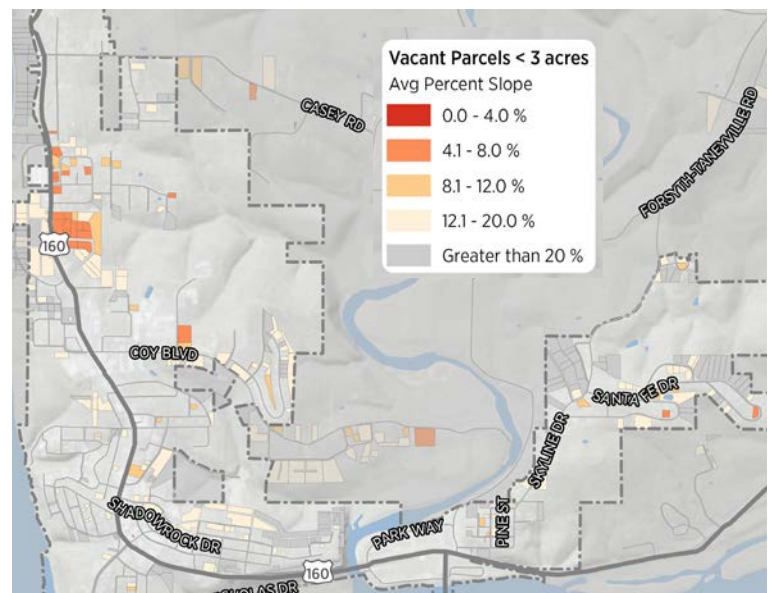 Vacant Parcels < 3 acres
Avg Percent Slope
0.0 - 4.0 %
4.1 - 8.0 %
8.1 - 12.0 %
12.1 - 20.0 %
Greater than 20 %
CASEY RD
FORSYTH-TANEYVILLE RD
160
COY BLVD
SANTA FE DR
SKYLINE DR
SHADOWROCK DR
PARK WAY
PINE ST
160